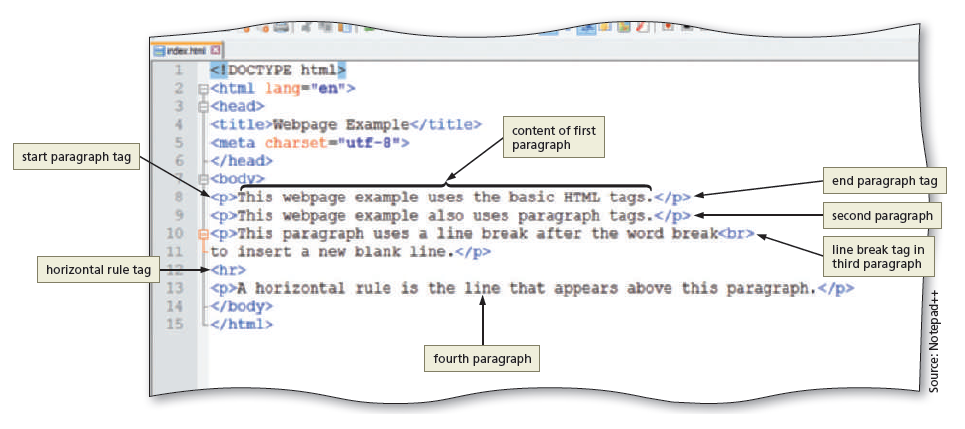 index.html
1 <!DOCTYPE html>
2 <html lang="en">
3 <head>
4 <title>Webpage Example</title>
5 <meta charset="utf-8">
6 </head>
7 <body>
8 <p>This webpage example uses the basic HTML tags.</p>
9 <p>This webpage example also uses paragraph tags.</p>
10 <p>This paragraph uses a line break after the word break<br>
11 to insert a new blank line.</p>
12 <hr>
13 <p>A horizontal rule is the line that appears above this paragraph.</p>
14 </body>
15 </html>
content of first
paragraph
start paragraph tag
end paragraph tag
second paragraph
line break tag in
third paragraph
horizontal rule tag
fourth paragraph
Source: Notepad++